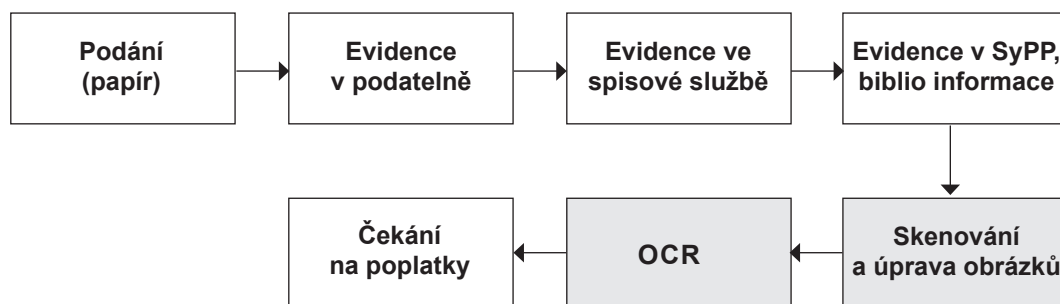 Podání
(papír)
Evidence
v podatelně
Evidence ve
spisové službě
Evidence v SyPP,
biblio informace
Čekání
na poplatky
OCR
Skenování
a úprava obrázků